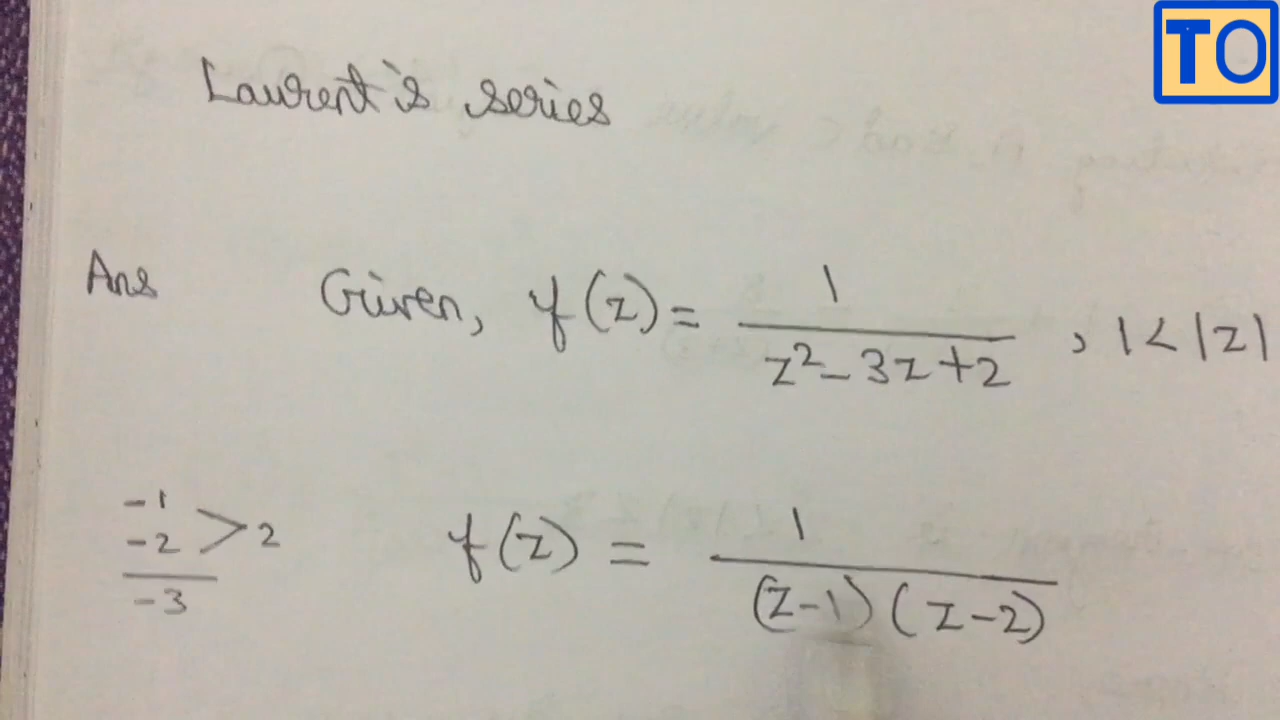 TO
Laurent's series
Ans Given, f(z) = 1 / (z² - 3z + 2) , 1 < |z|
-1
-2 > 2
-3
f(z) = 1 / ((z-1)(z-2))